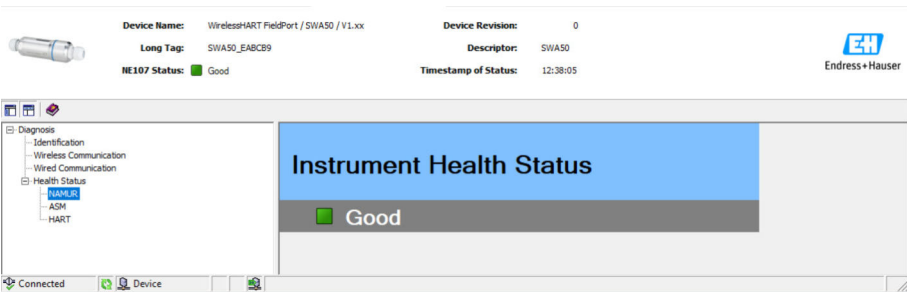 Device Name: WirelessHART FieldPort / SWA50 / V1.xx Device Revision: 0
Long Tag: SWA50_EABCB9 Descriptor: SWA50
NE107 Status: Good Timestamp of Status: 12:38:05
EH
Endress+Hauser
Diagnosis
Identification
Wireless Communication
Wired Communication
Health Status
NAMUR
ASM
HART
Instrument Health Status
Good
Connected Device